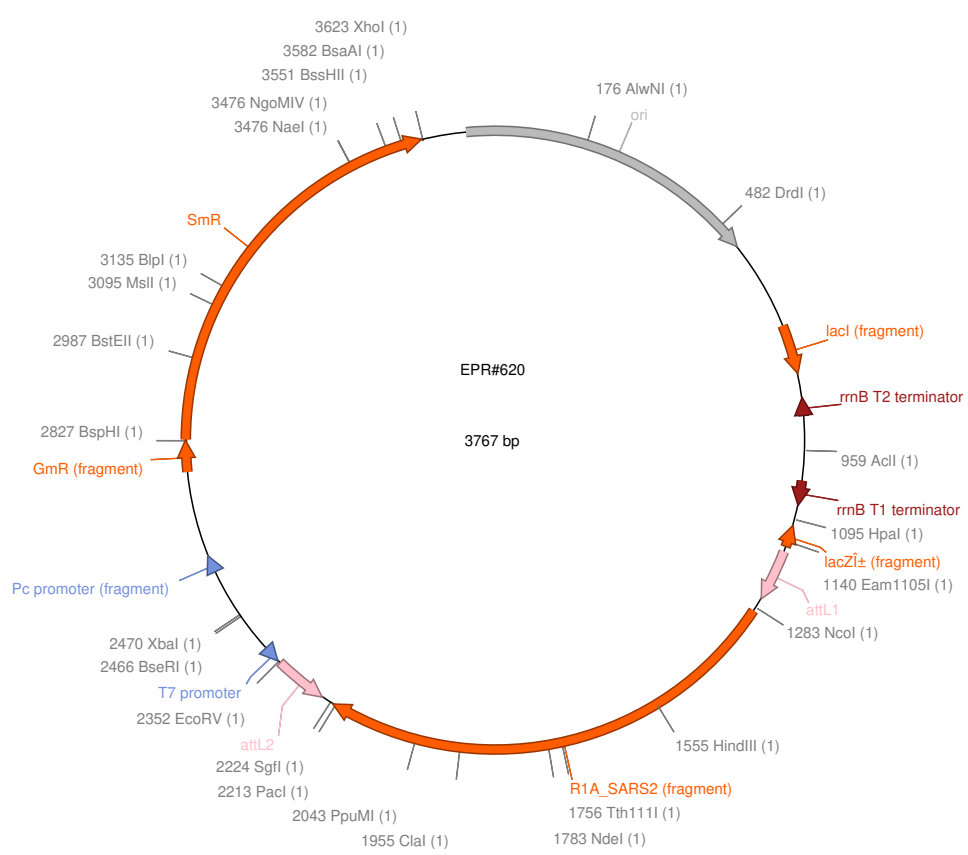 3623 XhoI (1)
3582 BsaAI (1)
3551 BssHII (1)
3476 NgoMIV (1)
3476 NaeI (1)
176 AlwNI (1)
ori
482 DrdI (1)
SmR
3135 BlpI (1)
3095 MslI (1)
2987 BstEII (1)
lacI (fragment)
EPR#620
rrnB T2 terminator
2827 BspHI (1)
3767 bp
959 AclI (1)
GmR (fragment)
rrnB T1 terminator
1095 HpaI (1)
lacZÎ± (fragment)
1140 Eam1105I (1)
Pc promoter (fragment)
attL1
1283 NcoI (1)
2470 XbaI (1)
2466 BseRI (1)
T7 promoter
2352 EcoRV (1)
attL2
1555 HindIII (1)
2224 SgfI (1)
2213 PacI (1)
R1A_SARS2 (fragment)
2043 PpuMI (1)
1756 Tth111I (1)
1955 ClaI (1)
1783 NdeI (1)